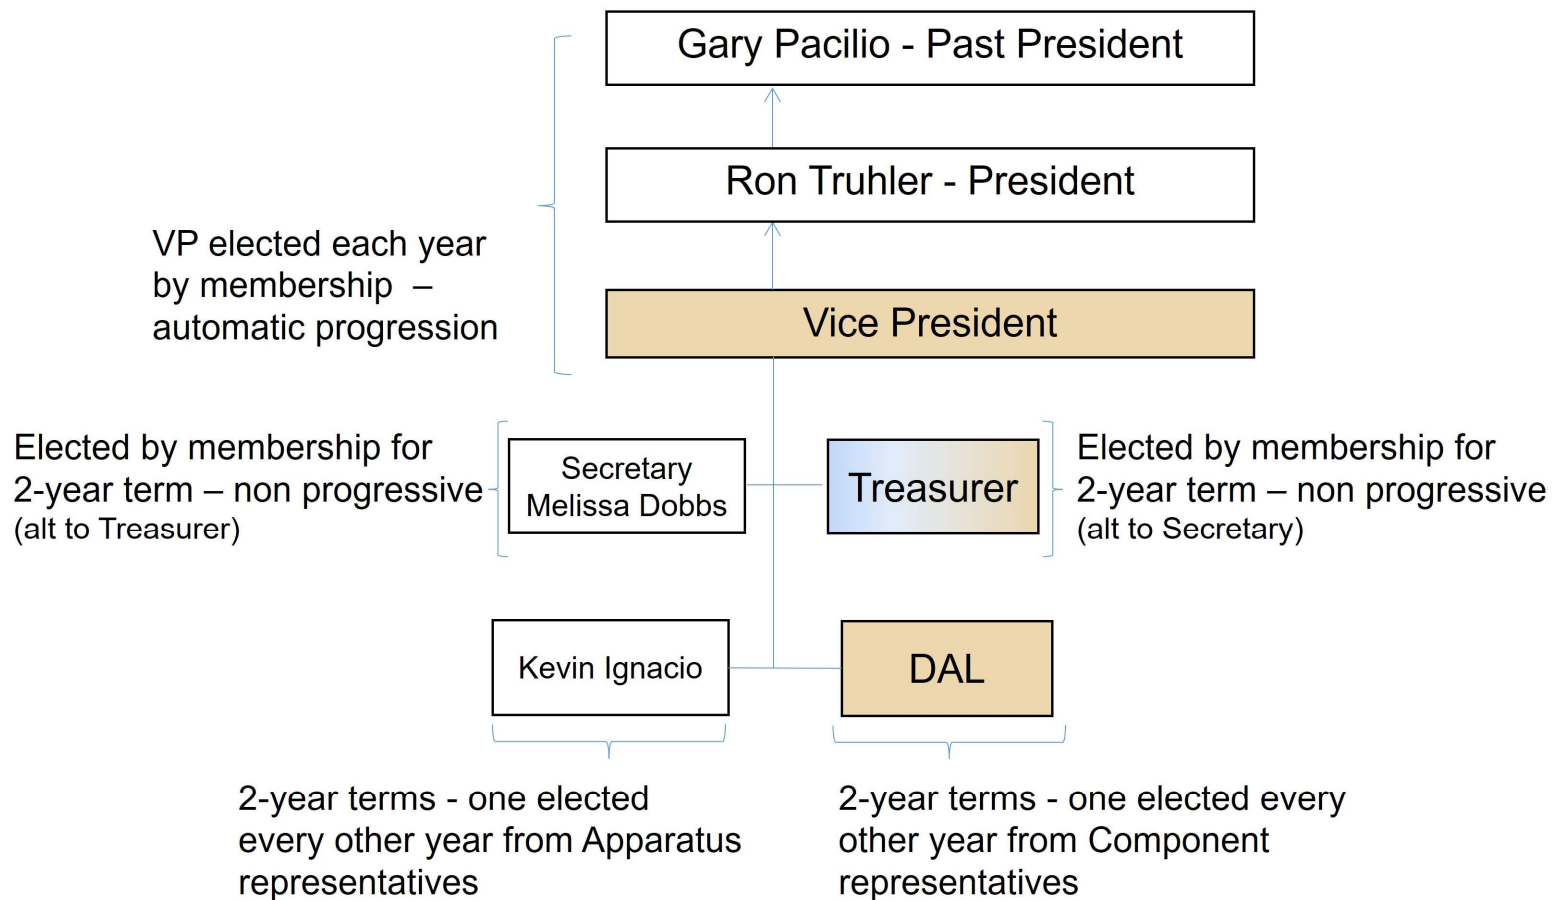 Gary Pacilio - Past President
Ron Truhler - President
VP elected each year
by membership –
automatic progression
Vice President
Elected by membership for
2-year term – non progressive
(alt to Treasurer)
Secretary
Melissa Dobbs
Treasurer
Elected by membership for
2-year term – non progressive
(alt to Secretary)
Kevin Ignacio
DAL
2-year terms - one elected
every other year from Apparatus
representatives
2-year terms - one elected every
other year from Component
representatives